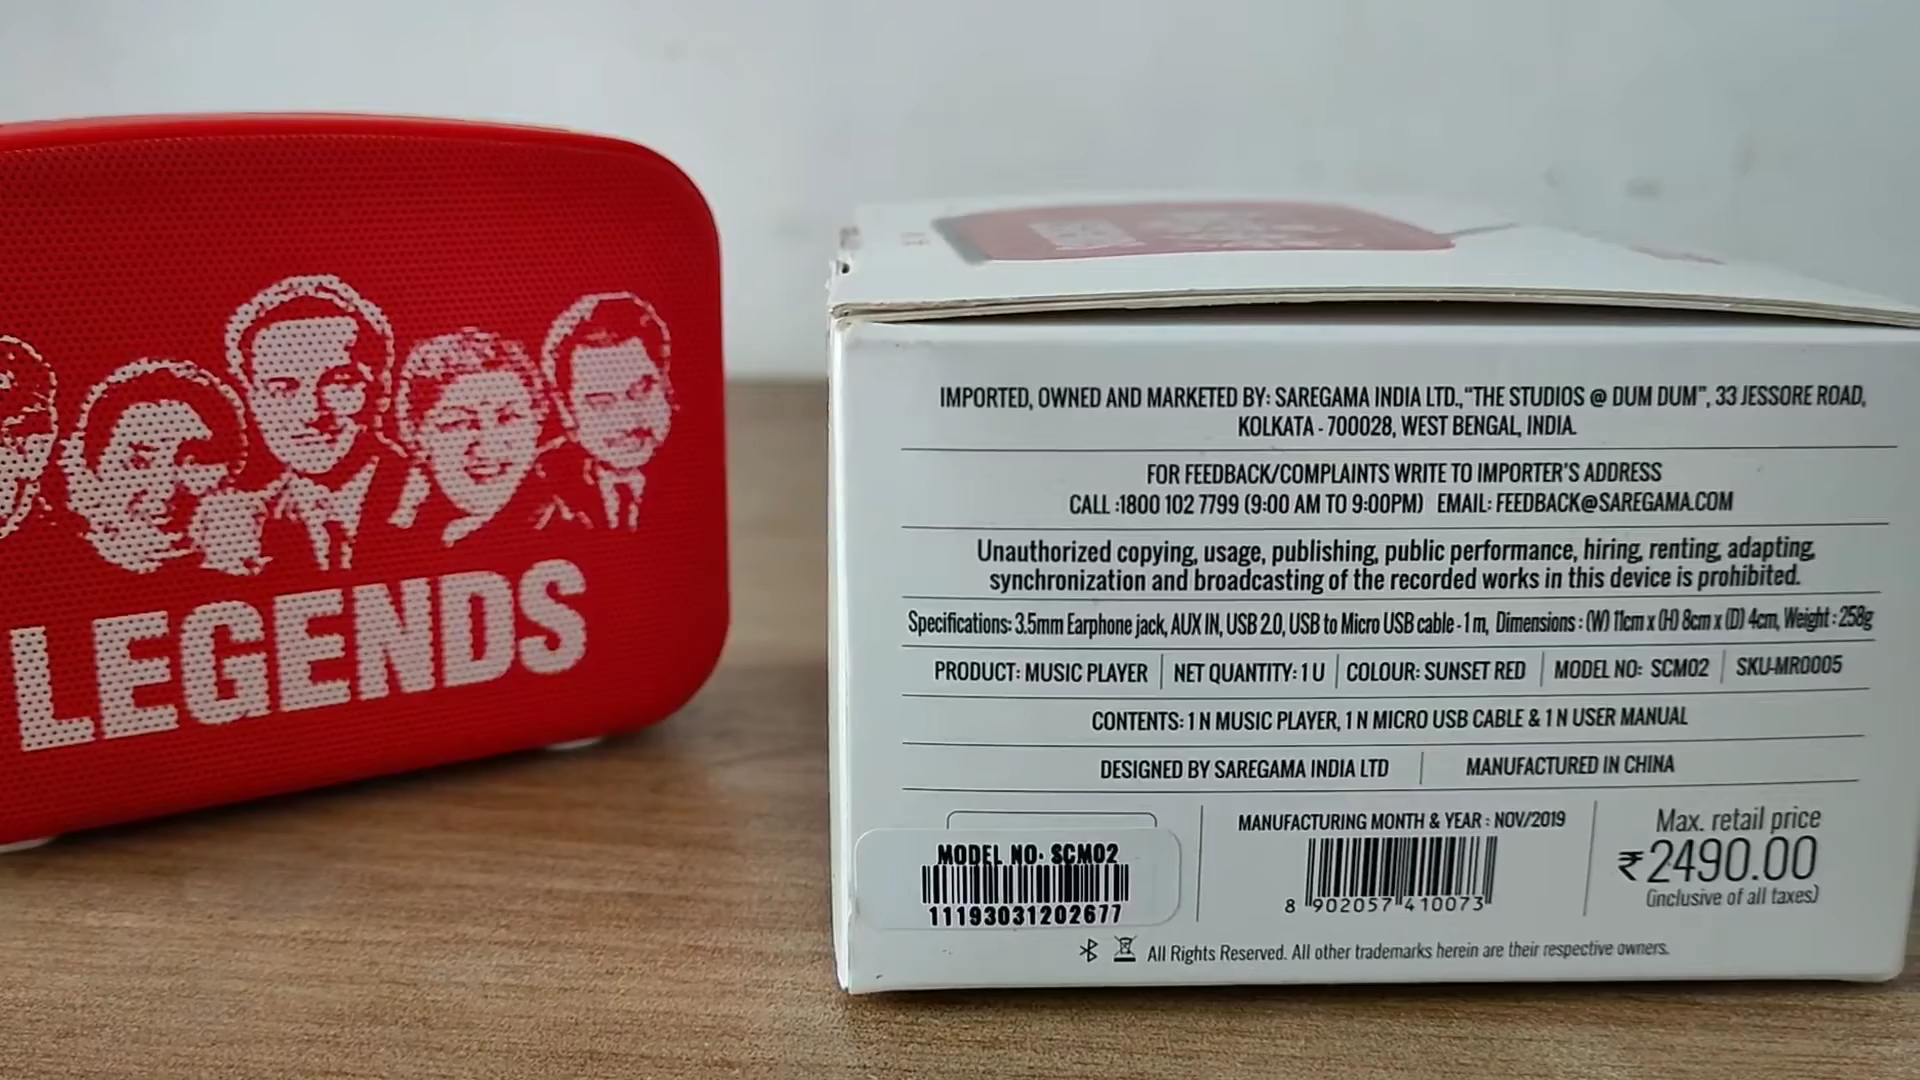 LEGENDS
IMPORTED, OWNED AND MARKETED BY: SAREGAMA INDIA LTD., "THE STUDIOS @ DUM DUM", 33 JESSORE ROAD,
KOLKATA - 700028, WEST BENGAL, INDIA.
FOR FEEDBACK/COMPLAINTS WRITE TO IMPORTER'S ADDRESS
CALL :1800 102 7799 (9:00 AM TO 9:00PM) EMAIL: FEEDBACK@SAREGAMA.COM
Unauthorized copying, usage, publishing, public performance, hiring, renting, adapting,
synchronization and broadcasting of the recorded works in this device is prohibited.
Specifications: 3.5mm Earphone jack, AUX IN, USB 2.0, USB to Micro USB cable - 1 m, Dimensions : (W) 11cm x (H) 8cm x (D) 4cm, Weight : 258g
PRODUCT: MUSIC PLAYER NET QUANTITY: 1 U COLOUR: SUNSET RED MODEL NO: SCM02 SKU-MR0005
CONTENTS: 1 N MUSIC PLAYER, 1 N MICRO USB CABLE & 1 N USER MANUAL
DESIGNED BY SAREGAMA INDIA LTD MANUFACTURED IN CHINA
MODEL NO. SCM02
11193031202677
MANUFACTURING MONTH & YEAR : NOV/2019
8 902057 410073
Max. retail price
₹2490.00
(inclusive of all taxes)
All Rights Reserved. All other trademarks herein are their respective owners.